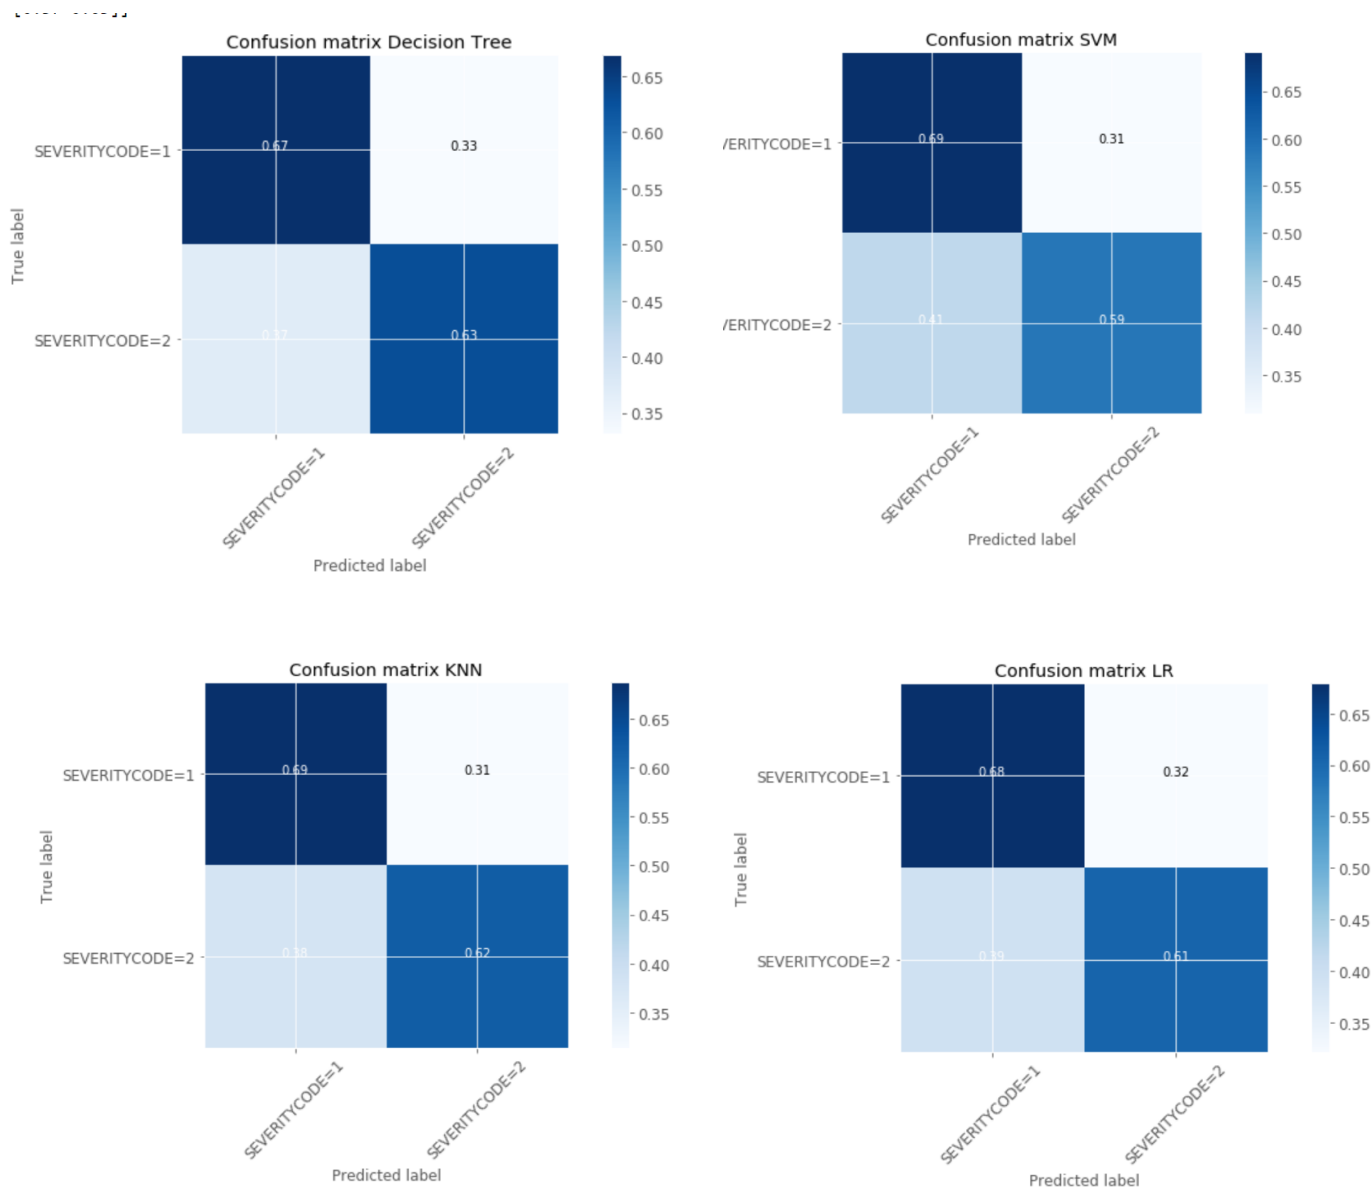 Confusion matrix Decision Tree
SEVERITYCODE=1
SEVERITYCODE=2
True label
0.67
0.33
0.37
0.63
0.65
0.60
0.55
0.50
0.45
0.40
0.35
SEVERITYCODE=1
SEVERITYCODE=2
Predicted label
Confusion matrix SVM
/ERITYCODE=1
/ERITYCODE=2
0.69
0.31
0.41
0.59
0.65
0.60
0.55
0.50
0.45
0.40
0.35
SEVERITYCODE=1
SEVERITYCODE=2
Predicted label
Confusion matrix KNN
SEVERITYCODE=1
SEVERITYCODE=2
True label
0.69
0.31
0.38
0.62
0.65
0.60
0.55
0.50
0.45
0.40
0.35
SEVERITYCODE=1
SEVERITYCODE=2
Predicted label
Confusion matrix LR
SEVERITYCODE=1
SEVERITYCODE=2
True label
0.68
0.32
0.39
0.61
0.65
0.60
0.55
0.50
0.45
0.40
0.35
SEVERITYCODE=1
SEVERITYCODE=2
Predicted label